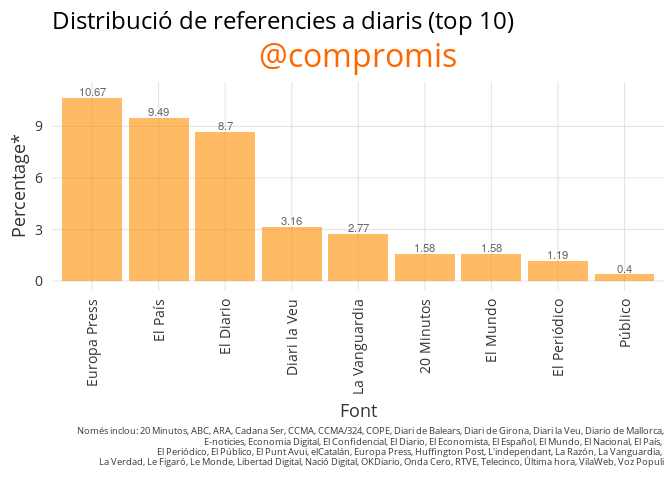 Distribució de referencies a diaris (top 10)
@compromis
Percentage*
9
6
3
0
10.67
9.49
8.7
3.16
2.77
1.58
1.58
1.19
0.4
Europa Press
El País
El Diario
Diari la Veu
La Vanguardia
20 Minutos
El Mundo
El Periódico
Público
Font
Només inclou: 20 Minutos, ABC, ARA, Cadana Ser, CCMA, CCMA/324, COPE, Diari de Balears, Diari de Girona, Diari la Veu, Diario de Mallorca,
E-noticies, Economia Digital, El Confidencial, El Diario, El Economista, El Español, El Mundo, El Nacional, El País,
El Periódico, El Público, El Punt Avui, elCatalán, Europa Press, Huffington Post, L'independant, La Razón, La Vanguardia,
La Verdad, Le Figaró, Le Monde, Libertad Digital, Nació Digital, OKDiario, Onda Cero, RTVE, Telecinco, Última hora, VilaWeb, Voz Populi